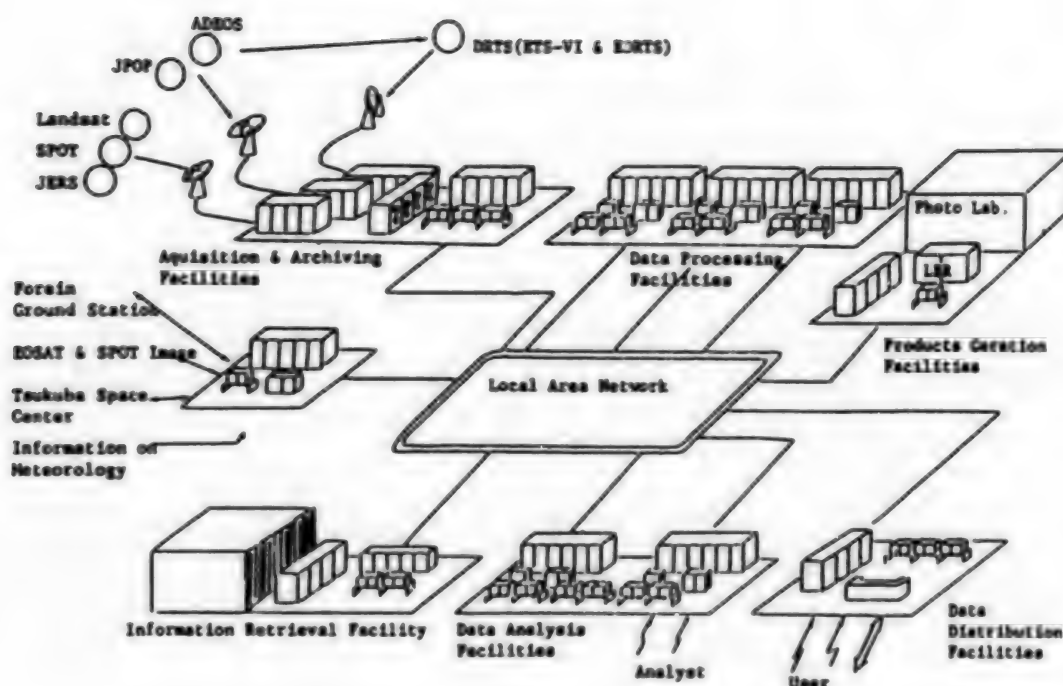 ADEOS
DRTS(ETS-VI & EDRTS)
JPOP
Landsat
SPOT
JERS
Photo Lab.
Aquisition & Archiving
Facilities
Data Processing
Facilities
LBR
Forein
Ground Station
EOSAT & SPOT Image
Products Geration
Facilities
Local Area Network
Tsukuba Space
Center
Information on
Meteorology
Information Retrieval Facility
Data Analysis
Facilities
Data
Distribution
Facilities
Analyst
User